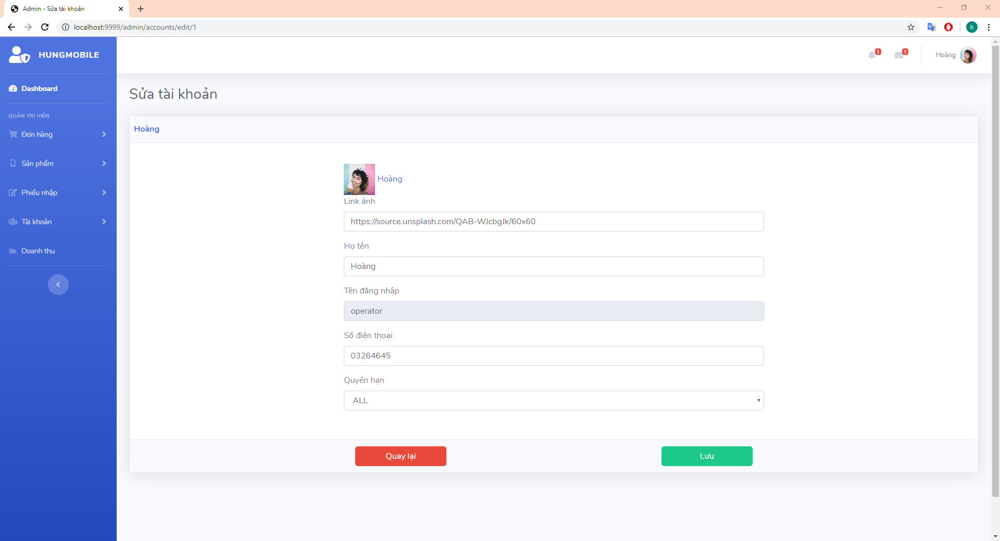 Admin - Sửa tài khoản
localhost:9999/admin/accounts/edit/1
h
HUNGMOBILE
1
3
Hoàng
Dashboard
QUẢN TRỊ VIÊN
Đơn hàng
Sản phẩm
Phiếu nhập
Tài khoản
Doanh thu
Sửa tài khoản
Hoàng
Hoàng
Link ảnh
https://source.unsplash.com/QAB-WJcbgJk/60x60
Họ tên
Hoàng
Tên đăng nhập
operator
Số điện thoại
03264645
Quyền hạn
ALL
Quay lại
Lưu